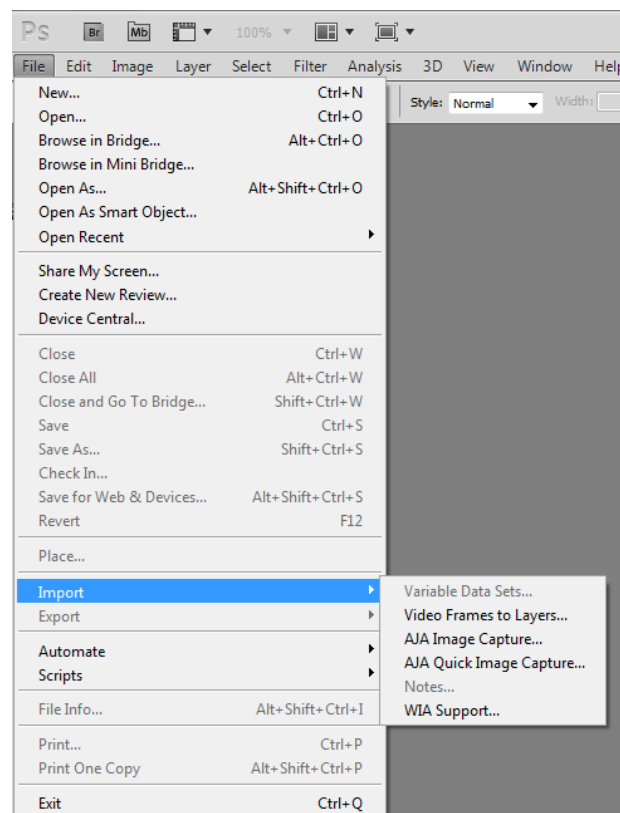 Ps Br Mb 100%
File Edit Image Layer Select Filter Analysis 3D View Window Help
Style: Normal Width:
New... Ctrl+N
Open... Ctrl+O
Browse in Bridge... Alt+Ctrl+O
Browse in Mini Bridge...
Open As... Alt+Shift+Ctrl+O
Open As Smart Object...
Open Recent
Share My Screen...
Create New Review...
Device Central...
Close Ctrl+W
Close All Alt+Ctrl+W
Close and Go To Bridge... Shift+Ctrl+W
Save Ctrl+S
Save As... Shift+Ctrl+S
Check In...
Save for Web & Devices... Alt+Shift+Ctrl+S
Revert F12
Place...
Import
Export
Automate
Scripts
File Info... Alt+Shift+Ctrl+I
Print... Ctrl+P
Print One Copy Alt+Shift+Ctrl+P
Exit Ctrl+Q
Variable Data Sets...
Video Frames to Layers...
AJA Image Capture...
AJA Quick Image Capture...
Notes...
WIA Support...